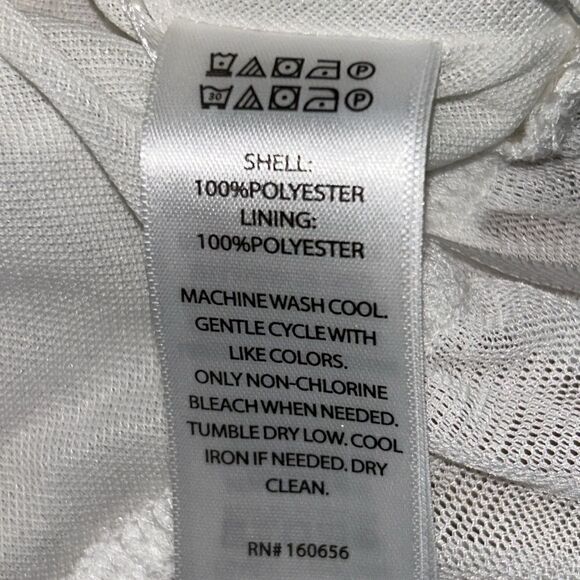 P
30 P
SHELL:
100%POLYESTER
LINING:
100%POLYESTER
MACHINE WASH COOL.
GENTLE CYCLE WITH
LIKE COLORS.
ONLY NON-CHLORINE
BLEACH WHEN NEEDED.
TUMBLE DRY LOW. COOL
IRON IF NEEDED. DRY
CLEAN.
RN# 160656